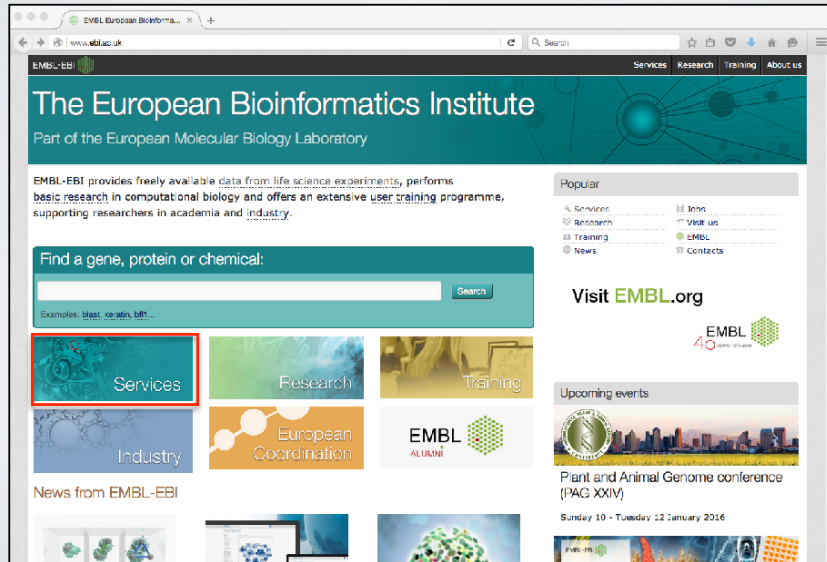 EMBL European Bioinforma...
www.ebi.ac.uk
Search
EMBL-EBI
Services Research Training About us
The European Bioinformatics Institute
Part of the European Molecular Biology Laboratory
EMBL-EBI provides freely available data from life science experiments, performs
basic research in computational biology and offers an extensive user training programme,
supporting researchers in academia and industry.
Find a gene, protein or chemical:
Search
Examples: blast, keratin, bfl1...
Services
Research
Training
Industry
European
Coordination
EMBL
ALUMNI
News from EMBL-EBI
Popular
Services
Research
Training
News
Jobs
Visit us
EMBL
Contacts
Visit EMBL.org
EMBL
40
Upcoming events
Plant and Animal Genome conference
(PAG XXIV)
Sunday 10 - Tuesday 12 January 2016
EMBL-EBI